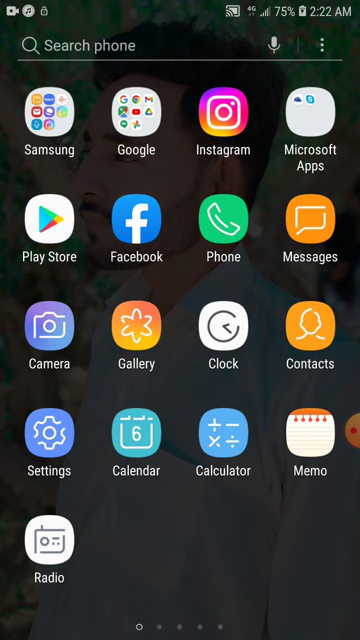 4G 75% 2:22 AM
Search phone
Samsung Google Instagram Microsoft Apps
Play Store Facebook Phone Messages
Camera Gallery Clock Contacts
6
Settings Calendar Calculator Memo
Radio